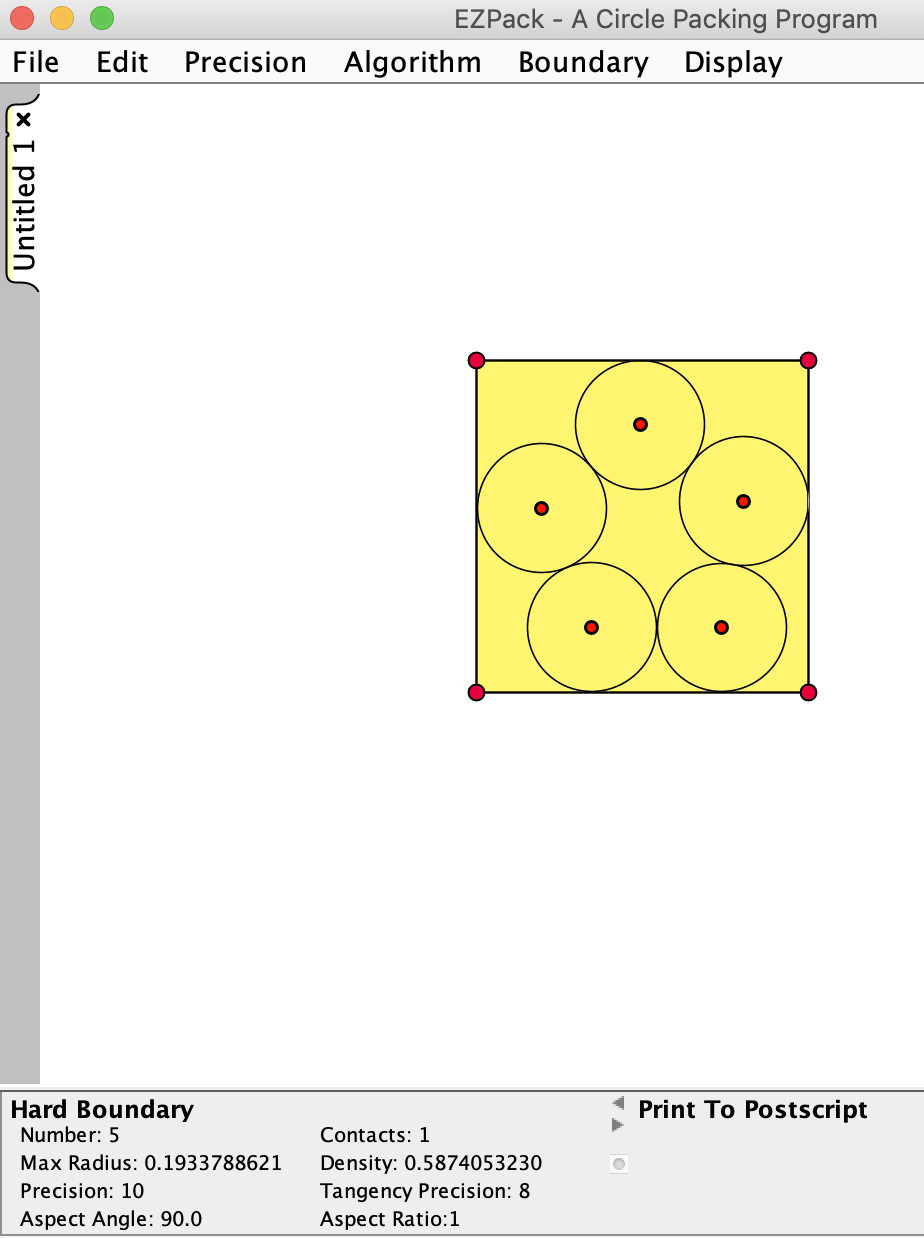 EZPack - A Circle Packing Program
File Edit Precision Algorithm Boundary Display
Untitled 1 ×
Hard Boundary
Number: 5
Max Radius: 0.1933788621
Precision: 10
Aspect Angle: 90.0
Contacts: 1
Density: 0.5874053230
Tangency Precision: 8
Aspect Ratio:1
Print To Postscript